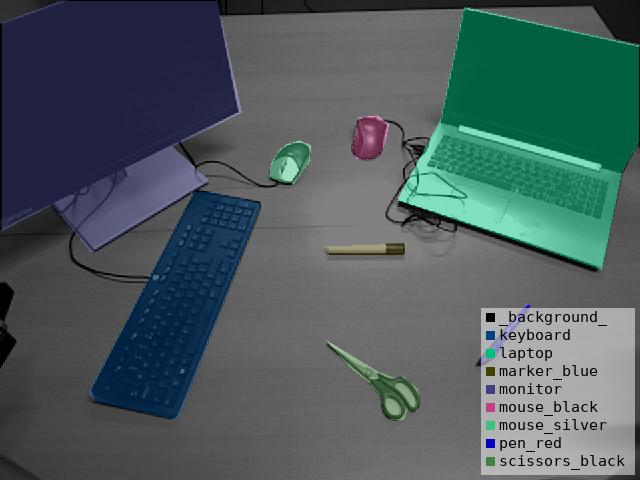 _background_
keyboard
laptop
marker_blue
monitor
mouse_black
mouse_silver
pen_red
scissors_black